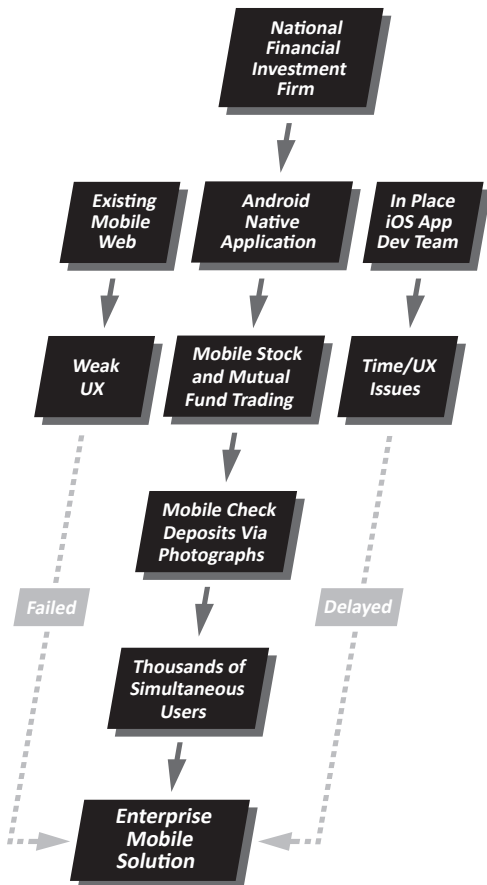 National
Financial
Investment
Firm
Existing
Mobile
Web
Android
Native
Application
In Place
iOS App
Dev Team
Weak
UX
Mobile Stock
and Mutual
Fund Trading
Time/UX
Issues
Mobile Check
Deposits Via
Photographs
Failed
Delayed
Thousands of
Simultaneous
Users
Enterprise
Mobile
Solution